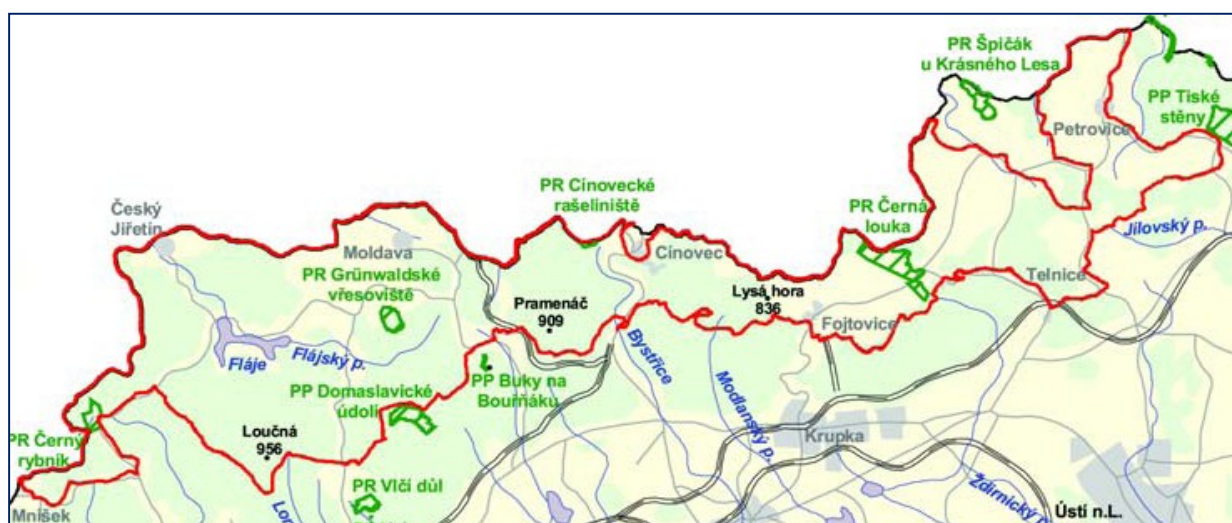 PR Špičák
u Krásného Lesa
PP Tiské
stěny
Petrovice
PR Cínovecké
rašeliniště
Český
Jiřetín
PR Černá
louka
Moldava
Cínovec
Jílovský p.
PR Grünwaldské
vřesoviště
Telnice
Lysá hora
836
Pramenáč
909
Fojtovice
Fláje
Flájský p.
Bystřice
PP Buky na
Bouřňáku
PP Domaslavické
údolí
Modlanský p.
Loučná
956
PR Černý
rybník
Krupka
PR Vlčí důl
Ždírnický
Mníšek
Ústí n.L.